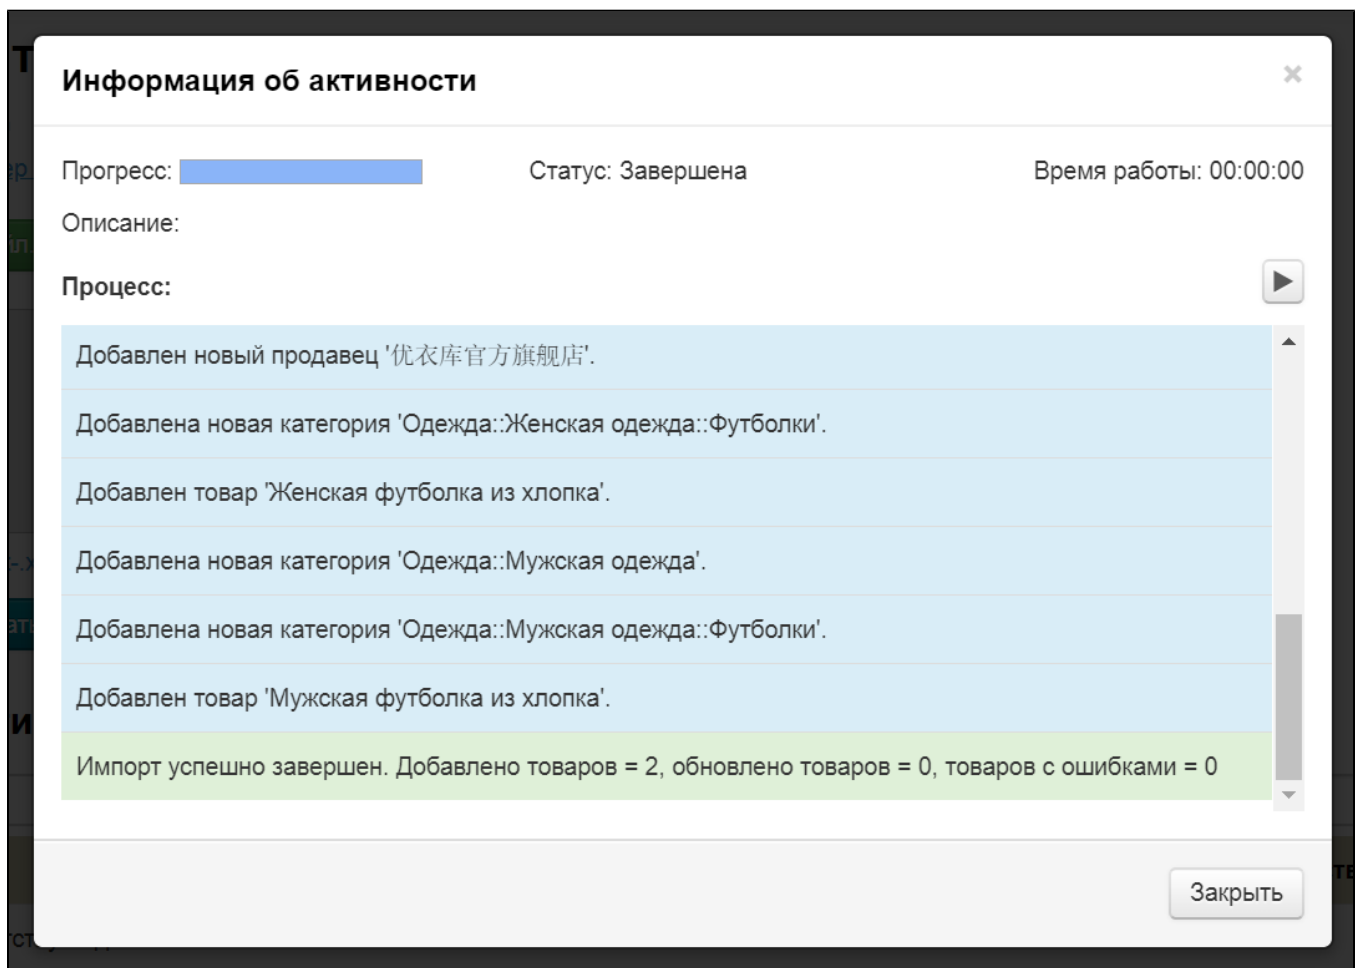 Информация об активности
×
Прогресс:
Статус: Завершена
Время работы: 00:00:00
Описание:
Процесс:
Добавлен новый продавец '优衣库官方旗舰店'.
Добавлена новая категория 'Одежда::Женская одежда::Футболки'.
Добавлен товар 'Женская футболка из хлопка'.
Добавлена новая категория 'Одежда::Мужская одежда'.
Добавлена новая категория 'Одежда::Мужская одежда::Футболки'.
Добавлен товар 'Мужская футболка из хлопка'.
Импорт успешно завершен. Добавлено товаров = 2, обновлено товаров = 0, товаров с ошибками = 0
Закрыть